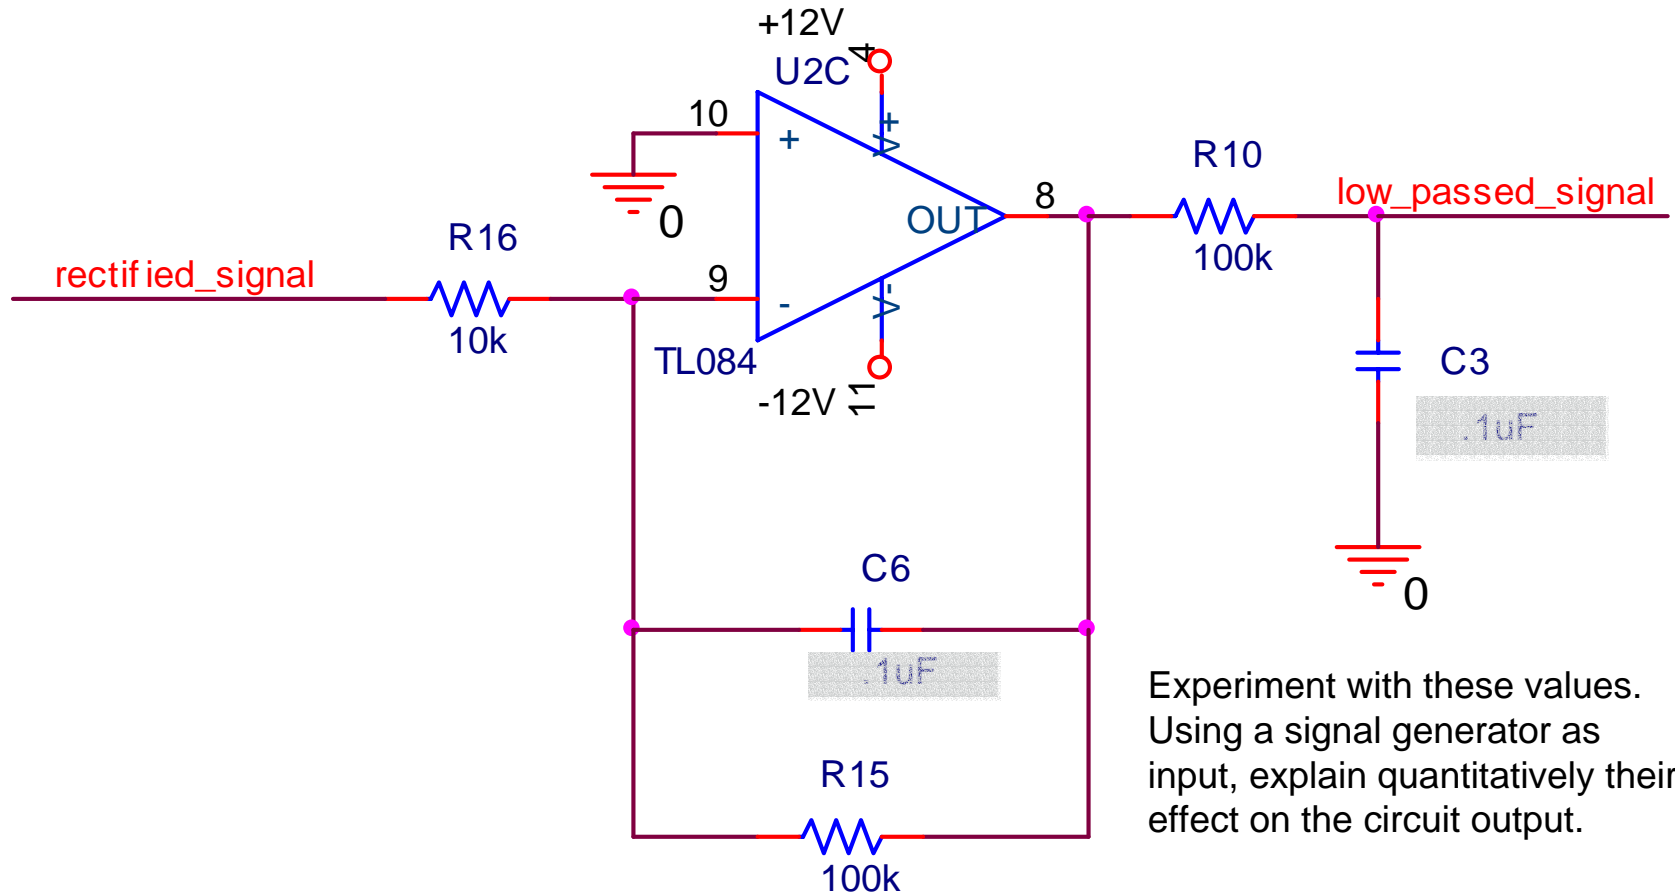 +12V
4
U2C
10
+
V+
R10
8
low_passed_signal
OUT
0
R16
100k
rectified_signal
9
-
V-
10k
TL084
C3
-12V
11
.1uF
C6
0
.1uF
Experiment with these values.
Using a signal generator as
input, explain quantitatively their
effect on the circuit output.
R15
100k